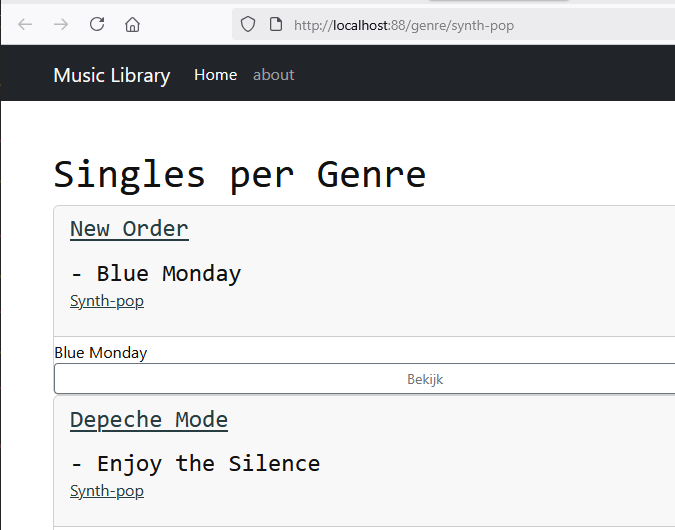 http://localhost:88/genre/synth-pop
Music Library Home about
Singles per Genre
New Order
- Blue Monday
Synth-pop
Blue Monday
Bekijk
Depeche Mode
- Enjoy the Silence
Synth-pop